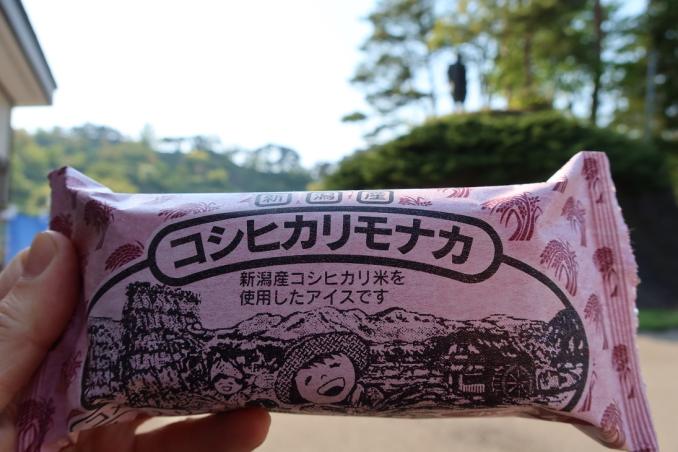 新潟産
コシヒカリモナカ
新潟産コシヒカリ米を
使用したアイスです